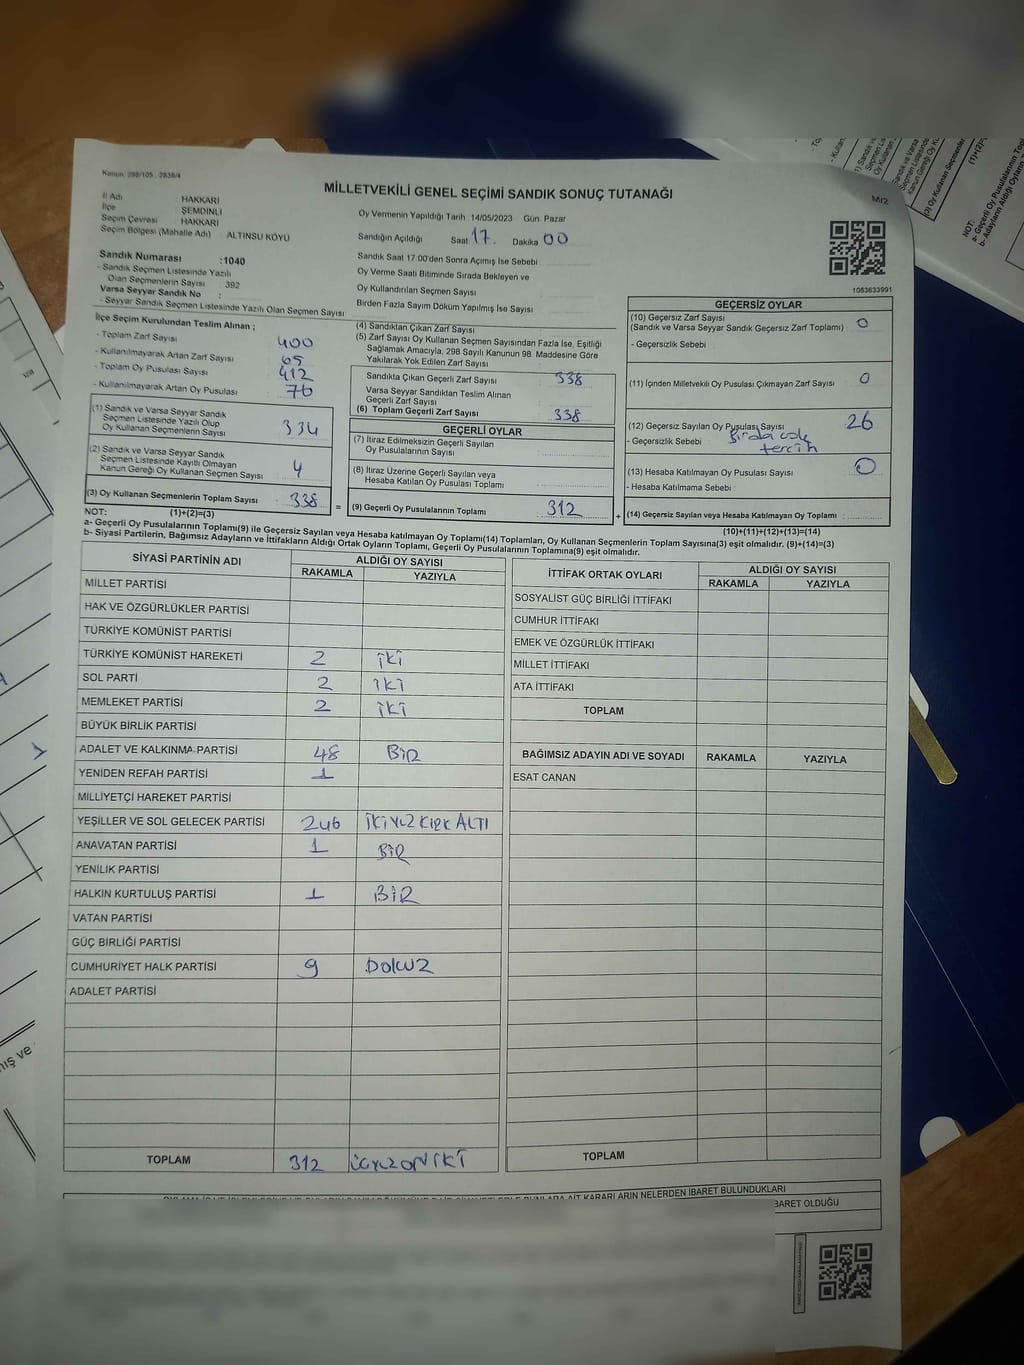 Kanun: 298/105 , 2839/4
MİLLETVEKİLİ GENEL SEÇİMİ SANDIK SONUÇ TUTANAĞI
M/2
İl Adı HAKKARİ
İlçe ŞEMDİNLİ
Seçim Çevresi HAKKARİ
Seçim Bölgesi (Mahalle Adı) ALTINSU KÖYÜ
Oy Vermenin Yapıldığı Tarih 14/05/2023 Gün Pazar
Sandığın Açıldığı Saat 17. Dakika 00
Sandık Saat 17:00'den Sonra Açımış İse Sebebi
Oy Verme Saati Bitiminde Sırada Bekleyen ve
Oy Kullandırılan Seçmen Sayısı
Birden Fazla Sayım Döküm Yapılmış İse Sayısı
1063633991
Sandık Numarası :1040
- Sandık Seçmen Listesinde Yazılı
Olan Seçmenlerin Sayısı 392
Varsa Seyyar Sandık No :
- Seyyar Sandık Seçmen Listesinde Yazılı Olan Seçmen Sayısı
İlçe Seçim Kurulundan Teslim Alınan ;
- Toplam Zarf Sayısı 400
- Kullanılmayarak Artan Zarf Sayısı 65
- Toplam Oy Pusulası Sayısı 412
- Kullanılmayarak Artan Oy Pusulası 76
(1) Sandık ve Varsa Seyyar Sandık
Seçmen Listesinde Yazılı Olup
Oy Kullanan Seçmenlerin Sayısı 334
(2) Sandık ve Varsa Seyyar Sandık
Seçmen Listesinde Kayıtlı Olmayan
Kanun Gereği Oy Kullanan Seçmen Sayısı 4
(3) Oy Kullanan Seçmenlerin Toplam Sayısı 338
(4) Sandıktan Çıkan Zarf Sayısı
(5) Zarf Sayısı Oy Kullanan Seçmen Sayısından Fazla İse, Eşitliği
Sağlamak Amacıyla, 298 Sayılı Kanunun 98. Maddesine Göre
Yakılarak Yok Edilen Zarf Sayısı
Sandıkta Çıkan Geçerli Zarf Sayısı 338
Varsa Seyyar Sandıktan Teslim Alınan
Geçerli Zarf Sayısı
(6) Toplam Geçerli Zarf Sayısı 338
GEÇERLİ OYLAR
(7) İtiraz Edilmeksizin Geçerli Sayılan
Oy Pusulalarının Sayısı
(8) İtiraz Üzerine Geçerli Sayılan veya
Hesaba Katılan Oy Pusulası Toplamı
= (9) Geçerli Oy Pusulalarının Toplamı 312
GEÇERSİZ OYLAR
(10) Geçersiz Zarf Sayısı
(Sandık ve Varsa Seyyar Sandık Geçersiz Zarf Toplamı) 0
- Geçersizlik Sebebi
(11) İçinden Milletvekili Oy Pusulası Çıkmayan Zarf Sayısı 0
(12) Geçersiz Sayılan Oy Pusulası Sayısı 26
- Geçersizlik Sebebi
tercih
(13) Hesaba Katılmayan Oy Pusulası Sayısı 0
- Hesaba Katılmama Sebebi
+ (14) Geçersiz Sayılan veya Hesaba Katılmayan Oy Toplamı
NOT: (1)+(2)=(3)
(10)+(11)+(12)+(13)=(14)
a- Geçerli Oy Pusulalarının Toplamı(9) ile Geçersiz Sayılan veya Hesaba katılmayan Oy Toplamı(14) Toplamları, Oy Kullanan Seçmenlerin Toplam Sayısına(3) eşit olmalıdır. (9)+(14)=(3)
b- Siyasi Partilerin, Bağımsız Adayların ve İttifakların Aldığı Ortak Oyların Toplamı, Geçerli Oy Pusulalarının Toplamına(9) eşit olmalıdır.
SİYASİ PARTİNİN ADI ALDIĞI OY SAYISI
RAKAMLA YAZIYLA
MİLLET PARTİSİ
HAK VE ÖZGÜRLÜKLER PARTİSİ
TÜRKİYE KOMÜNİST PARTİSİ
TÜRKİYE KOMÜNİST HAREKETİ 2 İKİ
SOL PARTİ 2 İKİ
MEMLEKET PARTİSİ 2 İKİ
BÜYÜK BİRLİK PARTİSİ
ADALET VE KALKINMA PARTİSİ 48 BİR
YENİDEN REFAH PARTİSİ 1
MİLLİYETÇİ HAREKET PARTİSİ
YEŞİLLER VE SOL GELECEK PARTİSİ 246 İKİYÜZ KIRK ALTI
ANAVATAN PARTİSİ 1 BİR
YENİLİK PARTİSİ
HALKIN KURTULUŞ PARTİSİ 1 BİR
VATAN PARTİSİ
GÜÇ BİRLİĞİ PARTİSİ
CUMHURİYET HALK PARTİSİ 9 DOKUZ
ADALET PARTİSİ
TOPLAM 312 ÜÇYÜZONİKİ
İTTİFAK ORTAK OYLARI ALDIĞI OY SAYISI
RAKAMLA YAZIYLA
SOSYALİST GÜÇ BİRLİĞİ İTTİFAKI
CUMHUR İTTİFAKI
EMEK VE ÖZGÜRLÜK İTTİFAKI
MİLLET İTTİFAKI
ATA İTTİFAKI
TOPLAM
BAĞIMSIZ ADAYIN ADI VE SOYADI RAKAMLA YAZIYLA
ESAT CANAN
TOPLAM
KARARLARIN NELERDEN İBARET BULUNDUKLARI
İBARET OLDUĞU